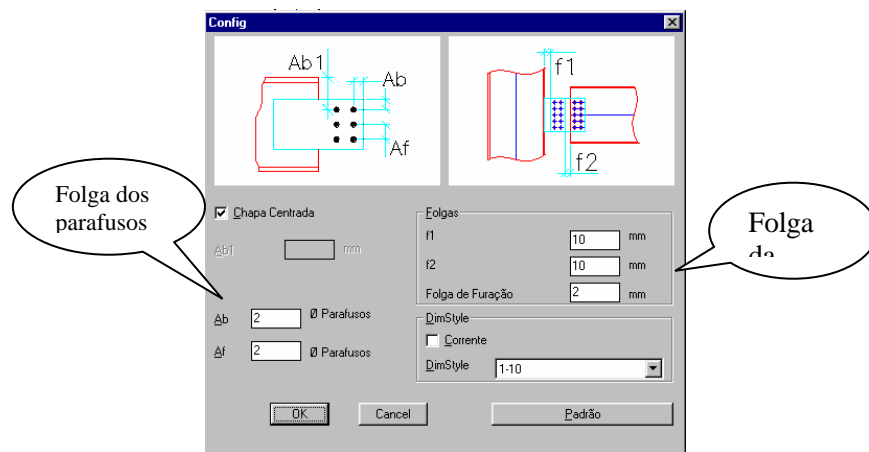 Config
Ab1
Ab
Af
f1
f2
Folga dos
parafusos
Chapa Centrada
Ab1 mm
Ab 2 Ø Parafusos
Af 2 Ø Parafusos
Folgas
f1 10 mm
f2 10 mm
Folga de Furação 2 mm
DimStyle
Corrente
DimStyle 1-10
OK Cancel Padrão
Folga
da